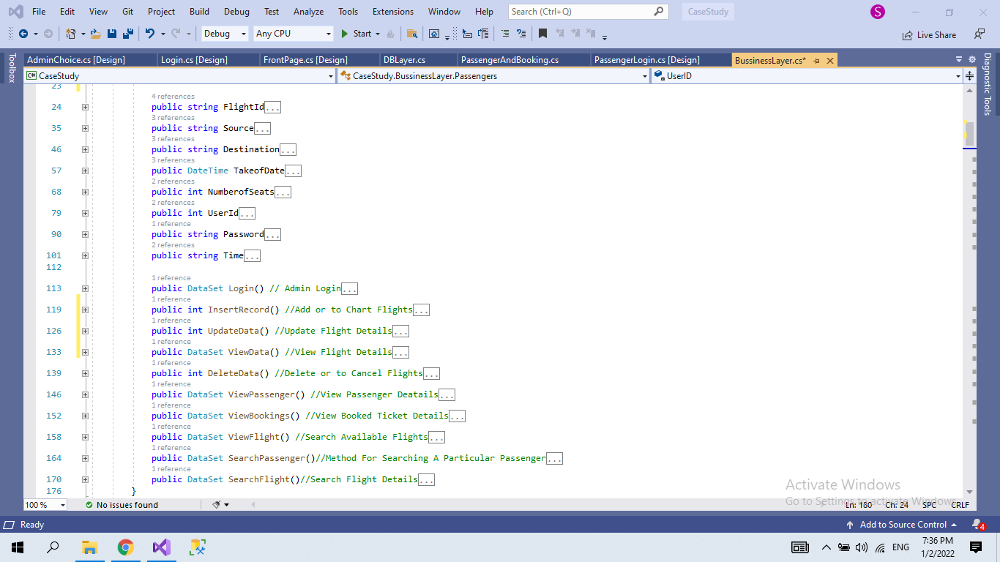 File Edit View Git Project Build Debug Test Analyze Tools Extensions Window Help Search (Ctrl+Q) CaseStudy S
Debug Any CPU Start Live Share
Toolbox
AdminChoice.cs [Design] Login.cs [Design] FrontPage.cs [Design] DBLayer.cs PassengerAndBooking.cs PassengerLogin.cs [Design] BussinessLayer.cs*
Diagnostic Tools
C# CaseStudy CaseStudy.BussinessLayer.Passengers UserID
23
4 references
24 public string FlightId...
3 references
35 public string Source...
3 references
46 public string Destination...
3 references
57 public DateTime TakeofDate...
2 references
68 public int NumberofSeats...
2 references
79 public int UserId...
1 reference
90 public string Password...
2 references
101 public string Time...
112
1 reference
113 public DataSet Login() // Admin Login...
1 reference
119 public int InsertRecord() //Add or to Chart Flights...
1 reference
126 public int UpdateData() //Update Flight Details...
1 reference
133 public DataSet ViewData() //View Flight Details...
1 reference
139 public int DeleteData() //Delete or to Cancel Flights...
1 reference
146 public DataSet ViewPassenger() //View Passenger Deatails...
1 reference
152 public DataSet ViewBookings() //View Booked Ticket Details...
1 reference
158 public DataSet ViewFlight() //Search Available Flights...
1 reference
164 public DataSet SearchPassenger()//Method For Searching A Particular Passenger...
1 reference
170 public DataSet SearchFlight()//Search Flight Details...
176 }
Activate Windows
Go to Settings to activate Windows.
100 % No issues found Ln: 180 Ch: 24 SPC CRLF
Ready Add to Source Control 4
ENG 7:36 PM
1/2/2022